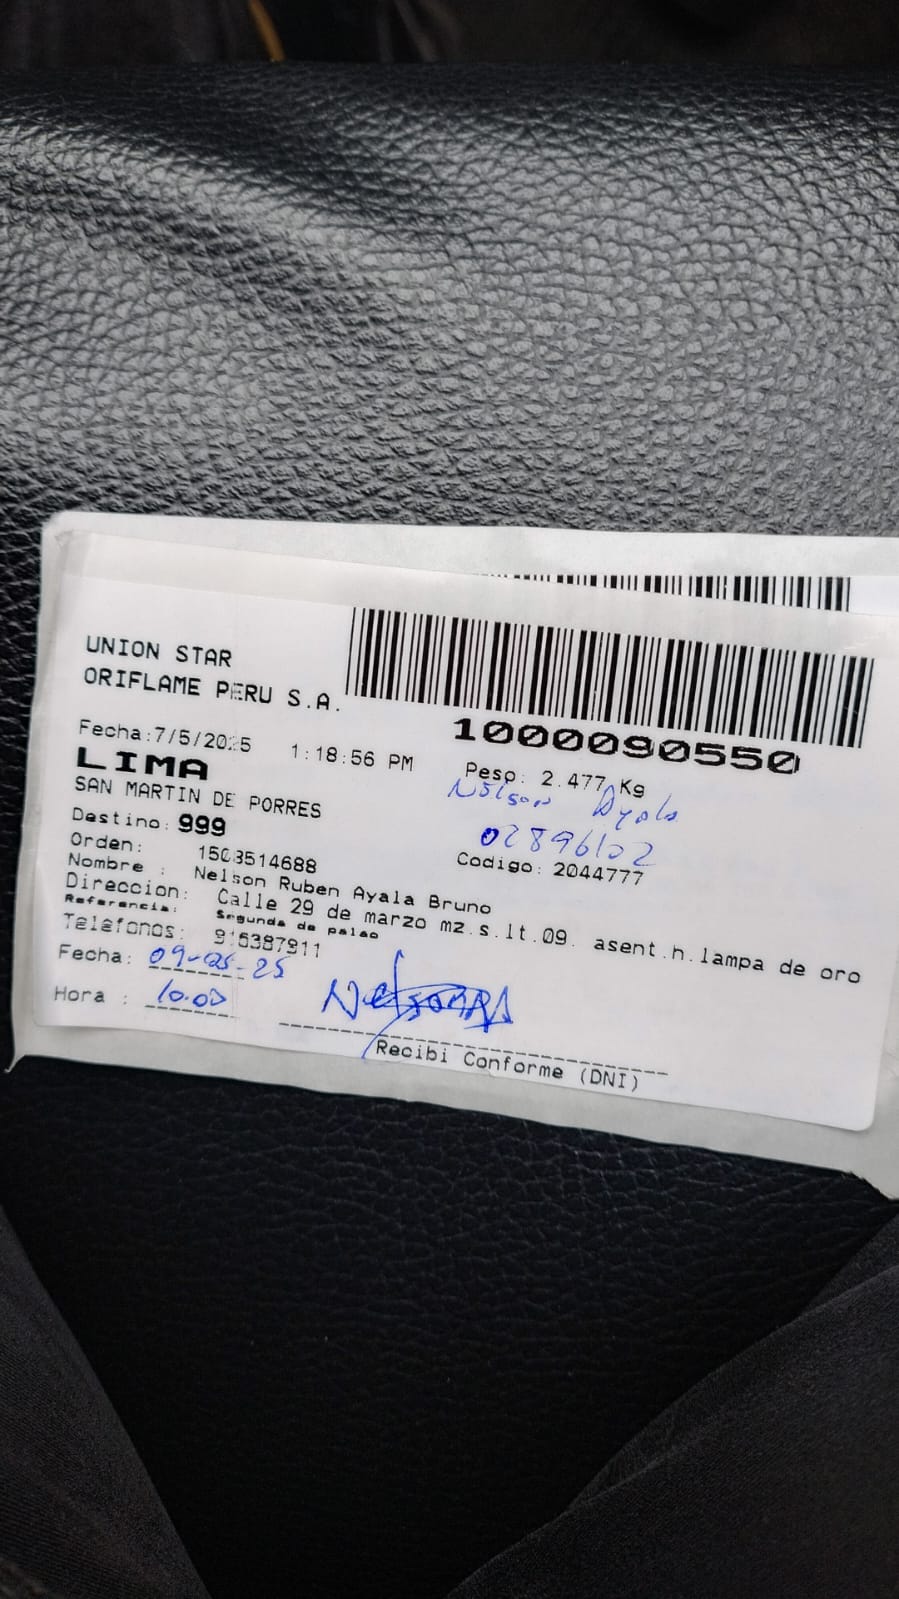 UNION STAR
ORIFLAME PERU S.A.
1000090550
Fecha:7/5/2025 1:18:56 PM
Peso: 2.477 Kg
LIMA
Nelson Ayala
SAN MARTIN DE PORRES
02896102
Destino: 999
Codigo: 2044777
Orden: 1503514688
Nombre : Nelson Ruben Ayala Bruno
Direccion: Calle 29 de marzo mz.s.lt.09. asent.h.lampa de oro
Referencia: Segunda de palao
Telefonos: 916387911
Fecha: 09-05-25
Hora : 10.00
Recibi Conforme (DNI)